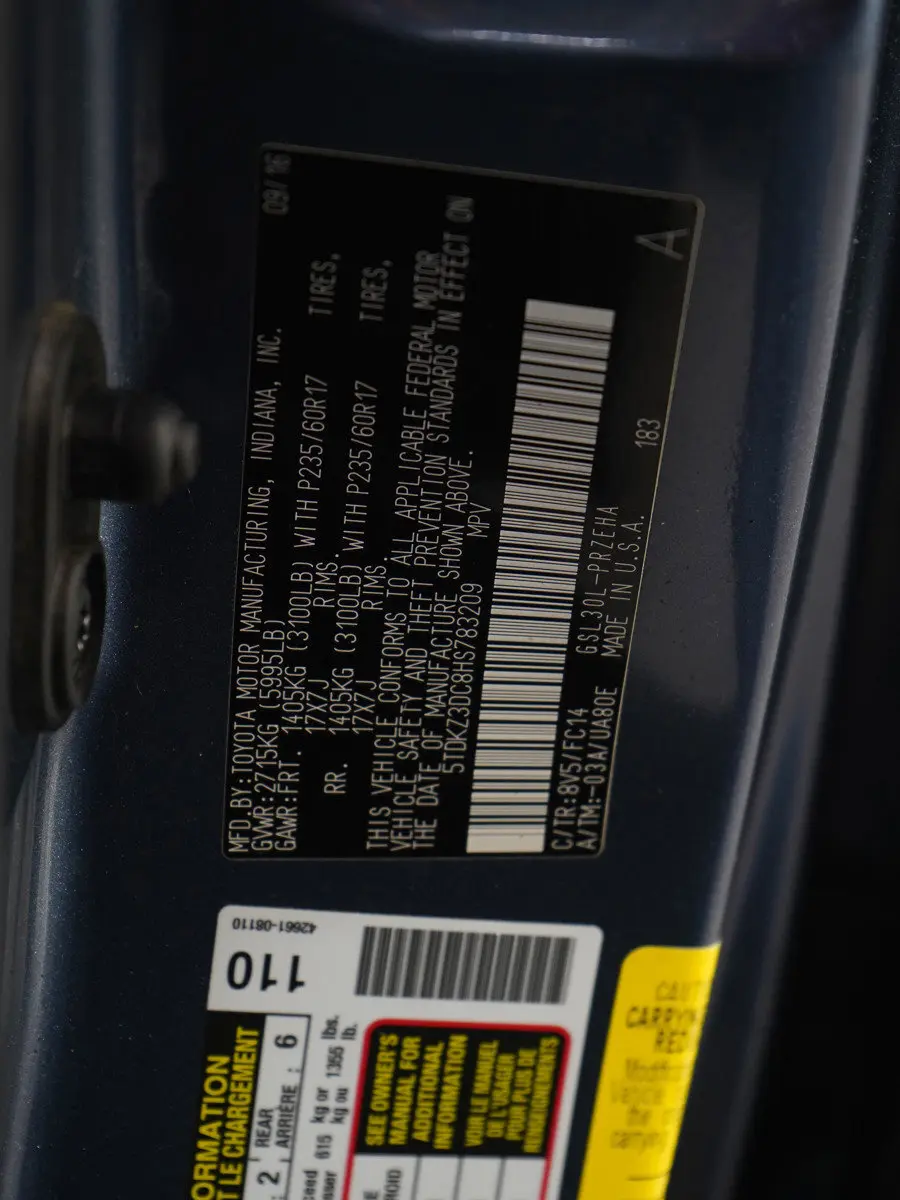 MFD.BY:TOYOTA MOTOR MANUFACTURING, INDIANA, INC. 09/16
GVWR:2715KG (5995LB)
GAWR:FRT. 1405KG (3100LB) WITH P235/60R17 TIRES,
17X7J RIMS.
RR. 1405KG (3100LB) WITH P235/60R17 TIRES,
17X7J RIMS.
THIS VEHICLE CONFORMS TO ALL APPLICABLE FEDERAL MOTOR
VEHICLE SAFETY AND THEFT PREVENTION STANDARDS IN EFFECT ON
THE DATE OF MANUFACTURE SHOWN ABOVE.
5TDKZ3DC8HS783209 MPV
C/TR:8V5/FC14 GSL30L-PRZEHA 183 A
A/TM:-03A/UA80E MADE IN U.S.A.
42661-08110
110
ORMATION
T LE CHARGEMENT
: 2 REAR
ARRIÈRE : 6
ceed 615 kg or 1356 lbs.
kg ou lb.
SEE OWNER'S
MANUAL FOR
ADDITIONAL
INFORMATION
VOIR LE MANUEL
DE L'USAGER
POUR PLUS DE
RENSEIGNEMENTS
CARRYIN
RED